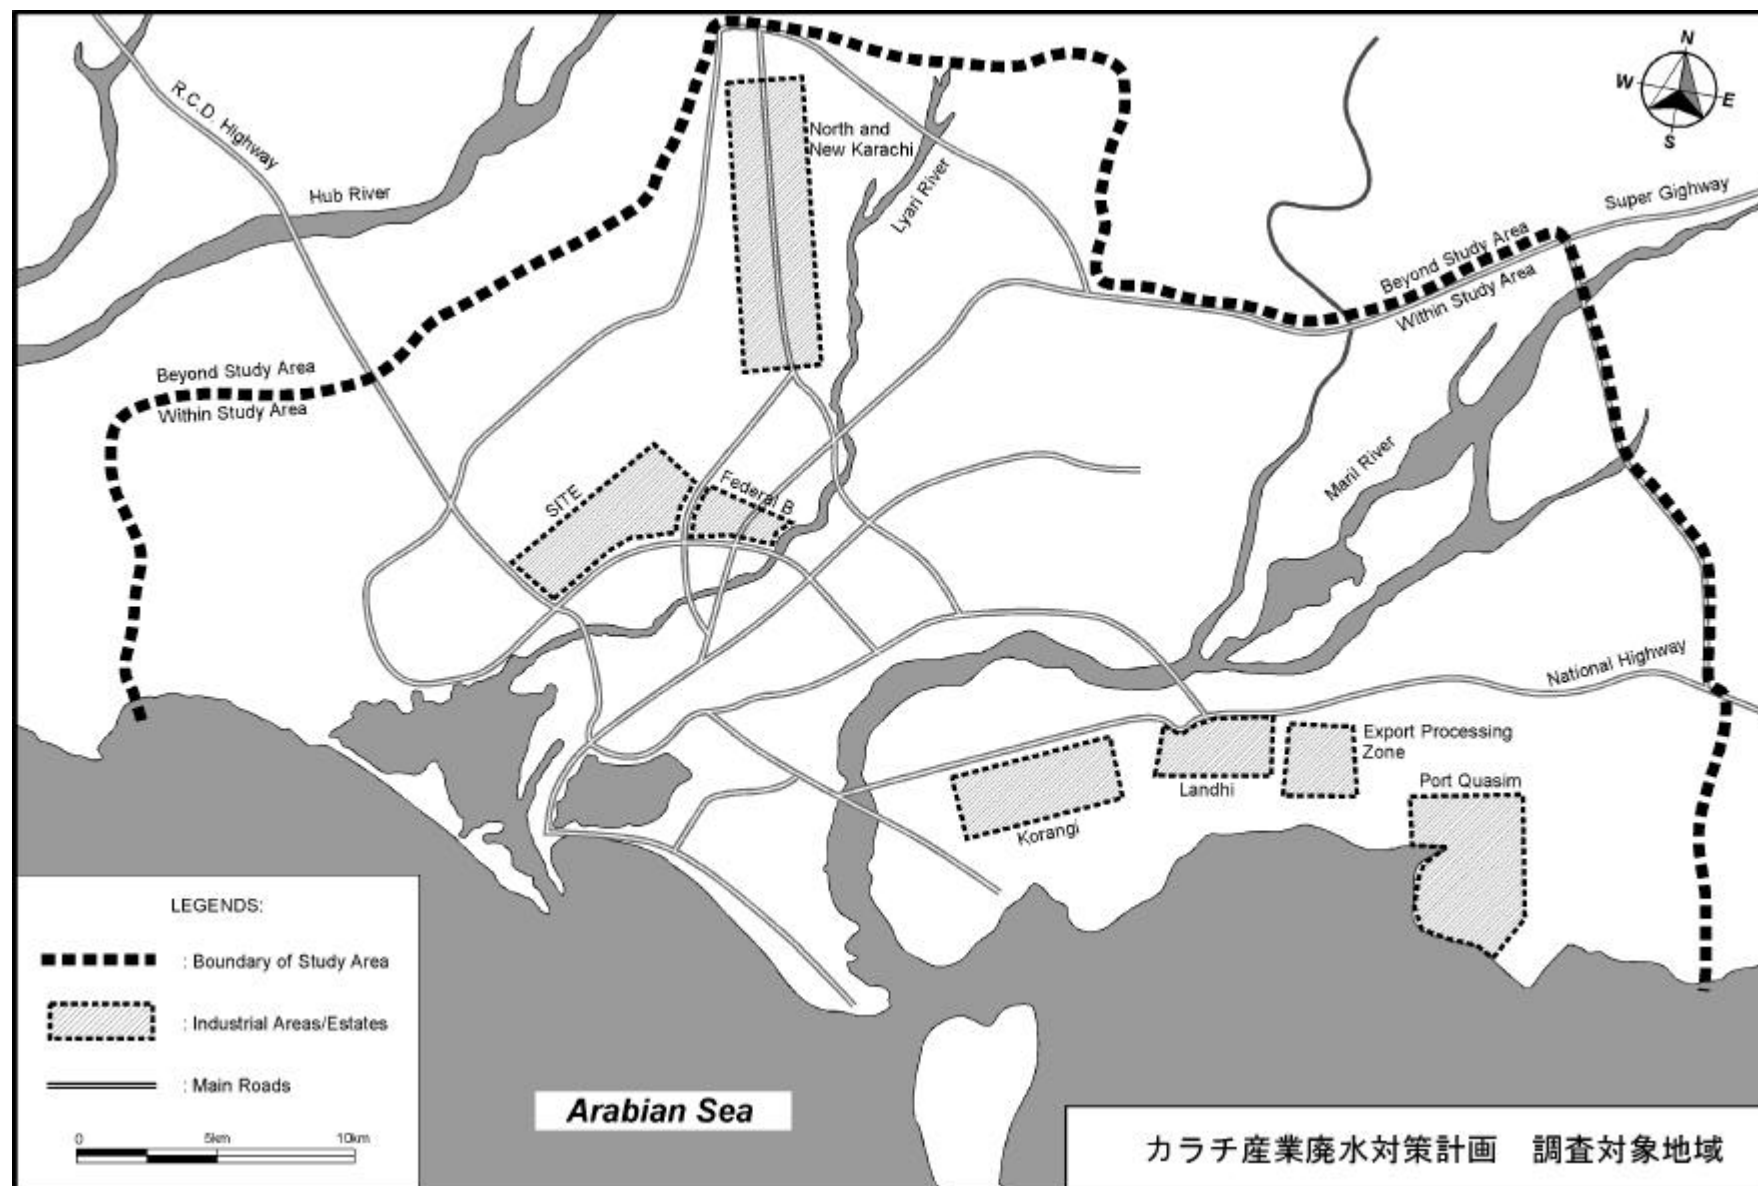 N
W
E
S
R.C.D. Highway
North and
New Karachi
Hub River
Lyari River
Super Gighway
Beyond Study Area
Within Study Area
Beyond Study Area
Within Study Area
SITE
Federal B
Maril River
National Highway
Export Processing
Zone
Landhi
Port Quasim
Korangi
LEGENDS:
: Boundary of Study Area
: Industrial Areas/Estates
: Main Roads
0 5km 10km
Arabian Sea
カラチ産業廃水対策計画 調査対象地域